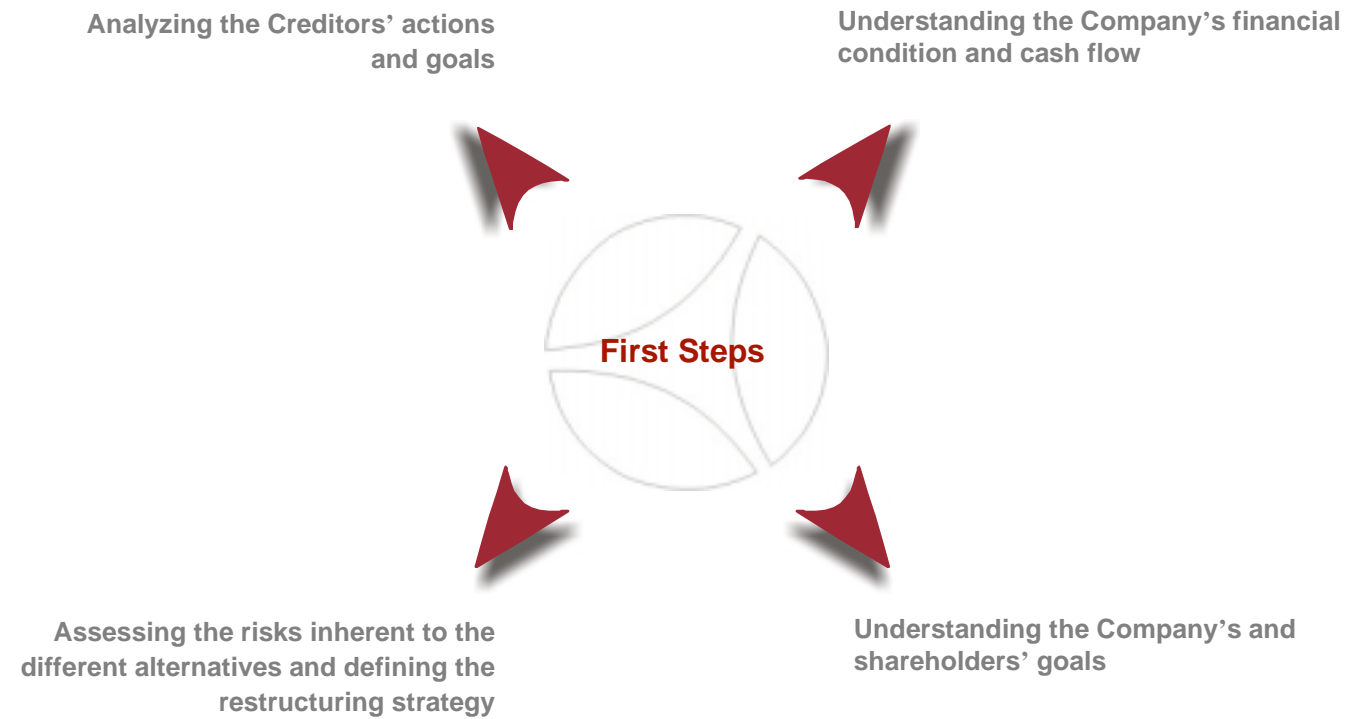 Analyzing the Creditors’ actions
and goals
Understanding the Company’s financial
condition and cash flow
First Steps
Assessing the risks inherent to the
different alternatives and defining the
restructuring strategy
Understanding the Company’s and
shareholders’ goals